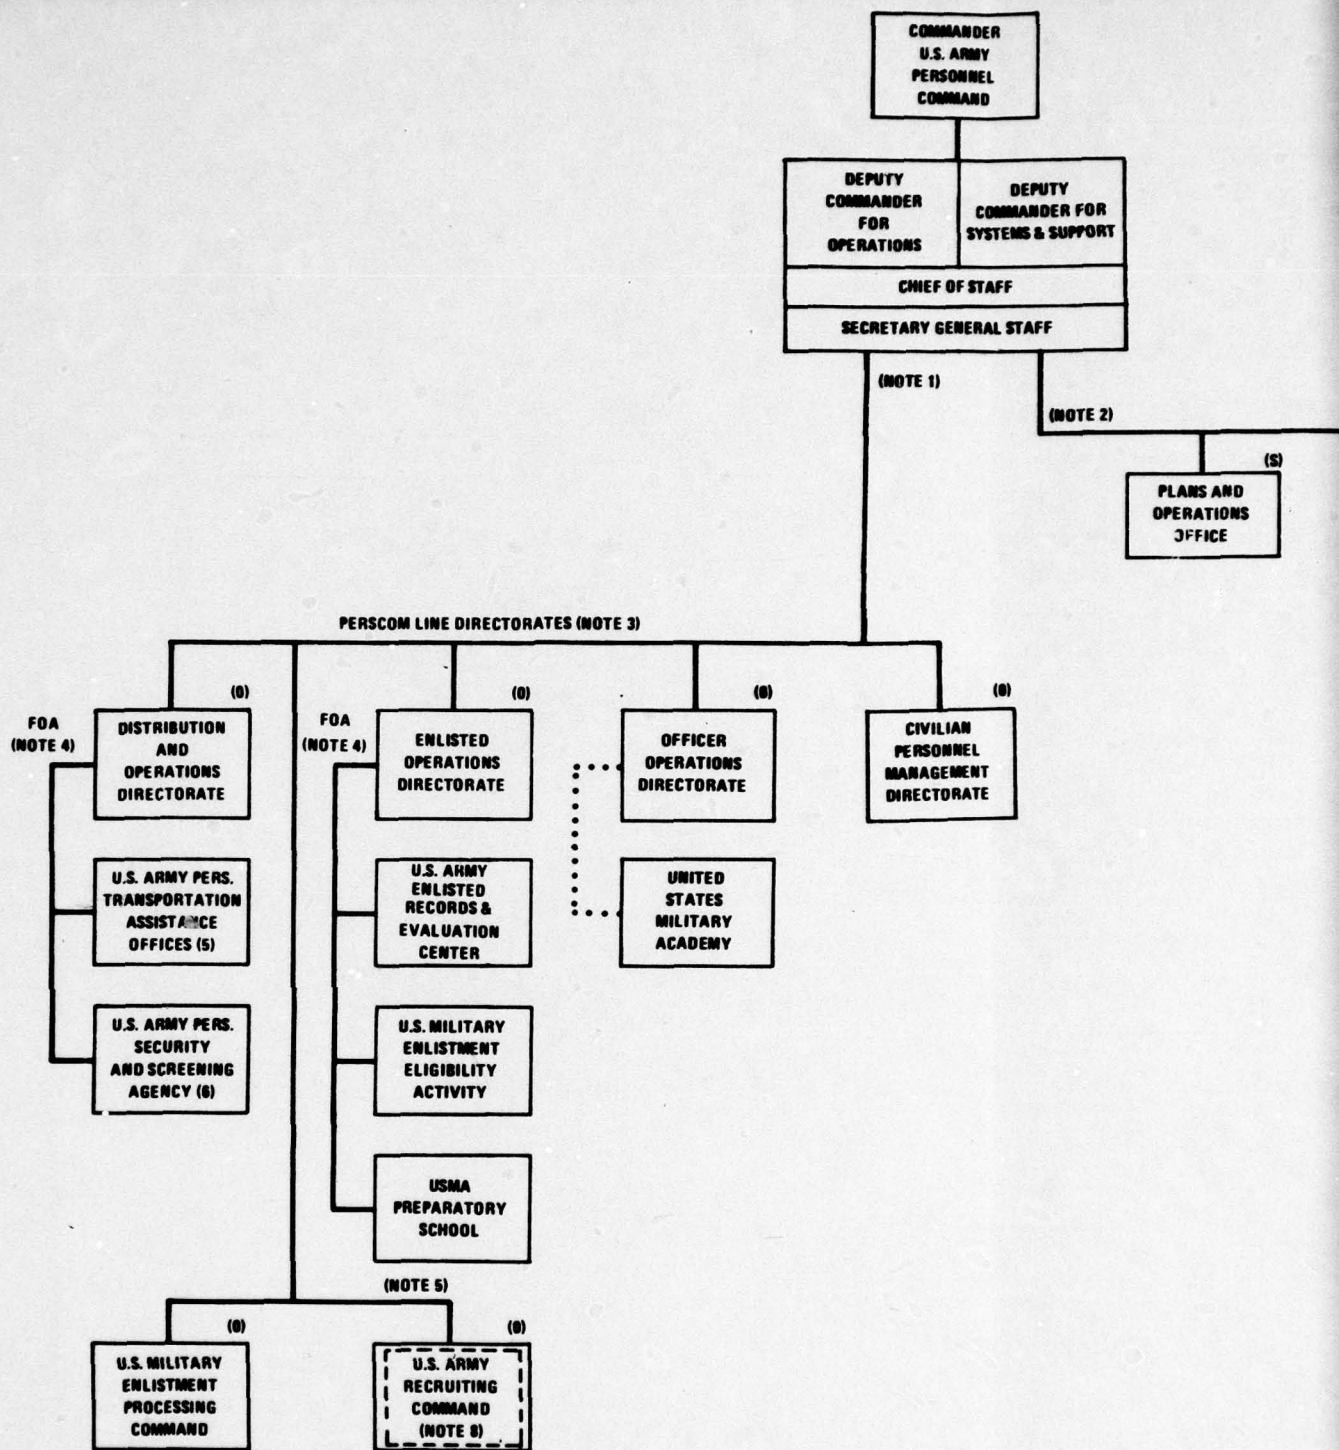 COMMANDER
U.S. ARMY
PERSONNEL
COMMAND
DEPUTY
COMMANDER
FOR
OPERATIONS
DEPUTY
COMMANDER FOR
SYSTEMS & SUPPORT
CHIEF OF STAFF
SECRETARY GENERAL STAFF
(NOTE 1)
(NOTE 2)
(S)
PLANS AND
OPERATIONS
OFFICE
PERSCOM LINE DIRECTORATES (NOTE 3)
FOA
(NOTE 4)
(O)
DISTRIBUTION
AND
OPERATIONS
DIRECTORATE
U.S. ARMY PERS.
TRANSPORTATION
ASSISTANCE
OFFICES (5)
U.S. ARMY PERS.
SECURITY
AND SCREENING
AGENCY (6)
FOA
(NOTE 4)
(O)
ENLISTED
OPERATIONS
DIRECTORATE
U.S. ARMY
ENLISTED
RECORDS &
EVALUATION
CENTER
U.S. MILITARY
ENLISTMENT
ELIGIBILITY
ACTIVITY
USMA
PREPARATORY
SCHOOL
(O)
OFFICER
OPERATIONS
DIRECTORATE
UNITED
STATES
MILITARY
ACADEMY
(O)
CIVILIAN
PERSONNEL
MANAGEMENT
DIRECTORATE
(NOTE 5)
(O)
U.S. MILITARY
ENLISTMENT
PROCESSING
COMMAND
(O)
U.S. ARMY
RECRUITING
COMMAND
(NOTE 8)